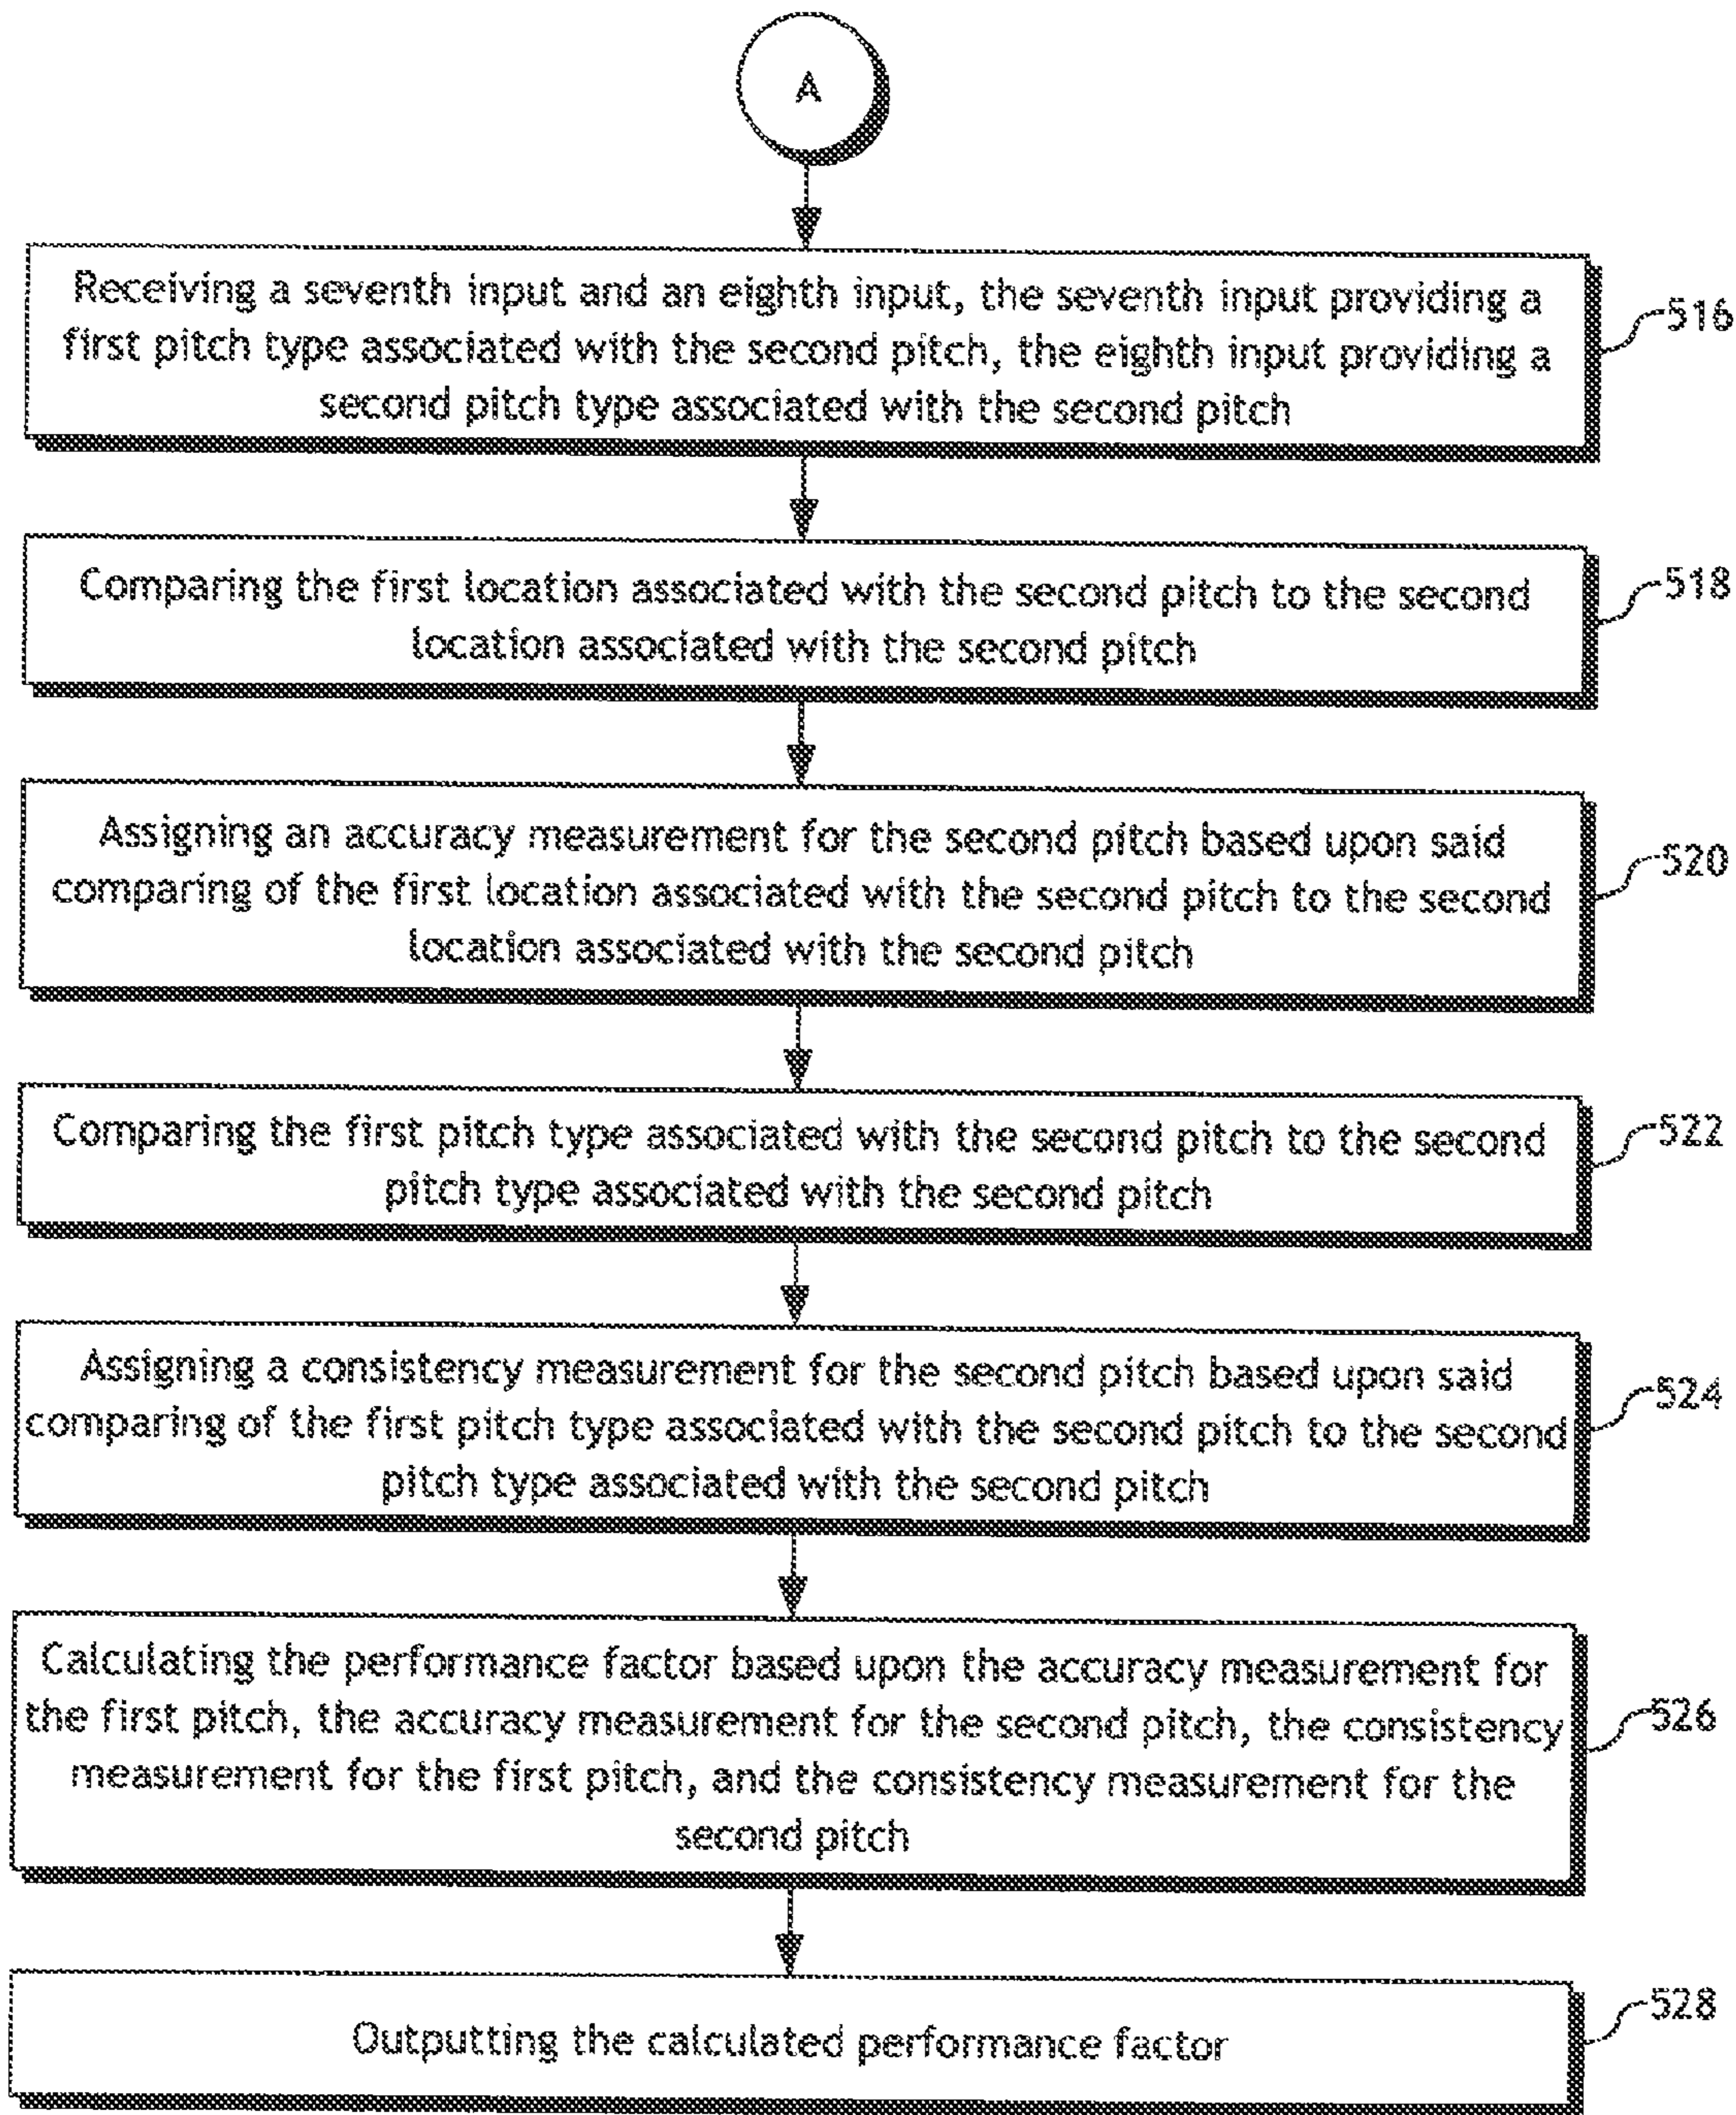 A
Receiving a seventh input and an eighth input, the seventh input providing a
first pitch type associated with the second pitch, the eighth input providing a
second pitch type associated with the second pitch
516
Comparing the first location associated with the second pitch to the second
location associated with the second pitch
518
Assigning an accuracy measurement for the second pitch based upon said
comparing of the first location associated with the second pitch to the second
location associated with the second pitch
520
Comparing the first pitch type associated with the second pitch to the second
pitch type associated with the second pitch
522
Assigning a consistency measurement for the second pitch based upon said
comparing of the first pitch type associated with the second pitch to the second
pitch type associated with the second pitch
524
Calculating the performance factor based upon the accuracy measurement for
the first pitch, the accuracy measurement for the second pitch, the consistency
measurement for the first pitch, and the consistency measurement for the
second pitch
526
Outputting the calculated performance factor
528